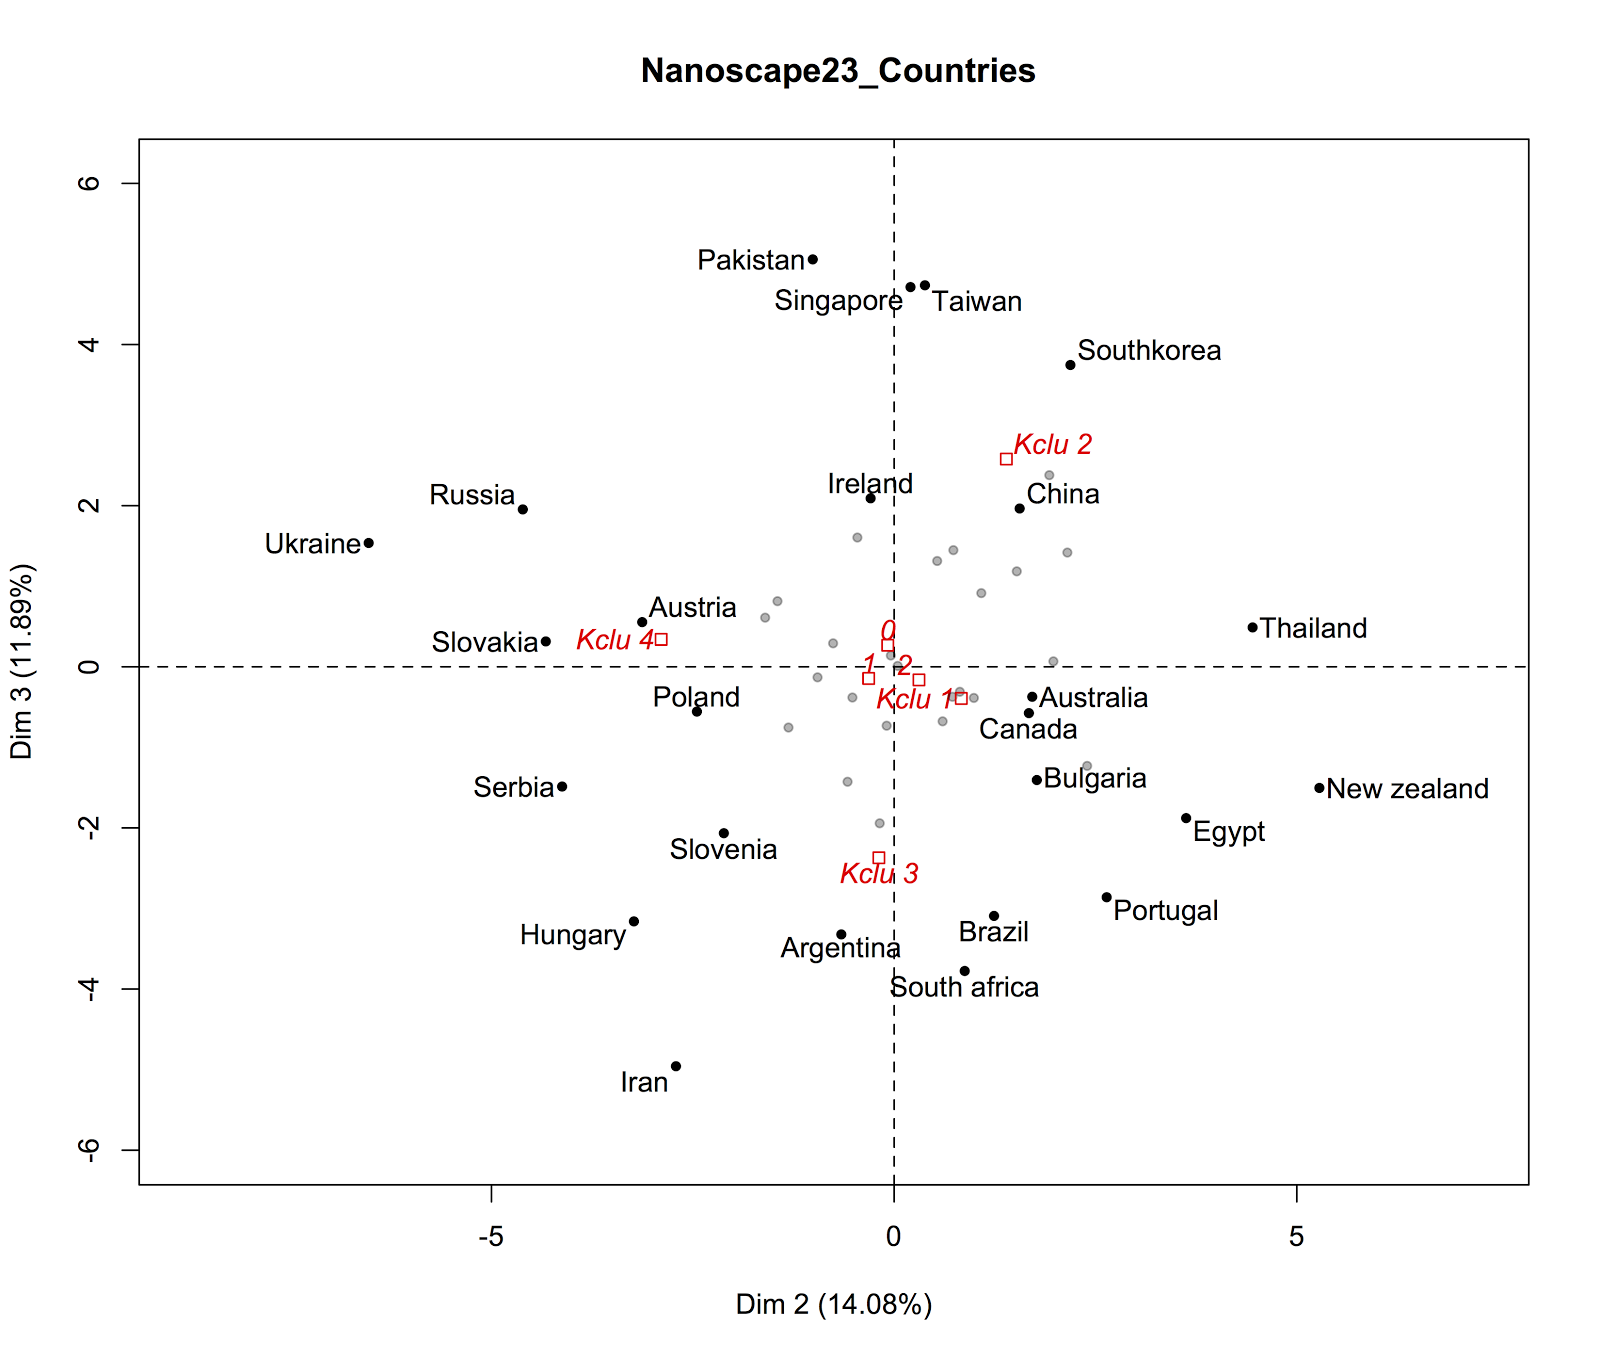 Nanoscape23_Countries
6
Pakistan
Singapore
Taiwan
4
Southkorea
Kclu 2
Ireland
China
Russia
2
Ukraine
Austria
0
Thailand
Slovakia
Kclu 4
1
2
0
Poland
Kclu 1
Australia
Canada
Bulgaria
Serbia
New zealand
-2
Egypt
Slovenia
Kclu 3
Portugal
Hungary
Brazil
Argentina
South africa
-4
Iran
-6
-5
0
5
Dim 2 (14.08%)
Dim 3 (11.89%)